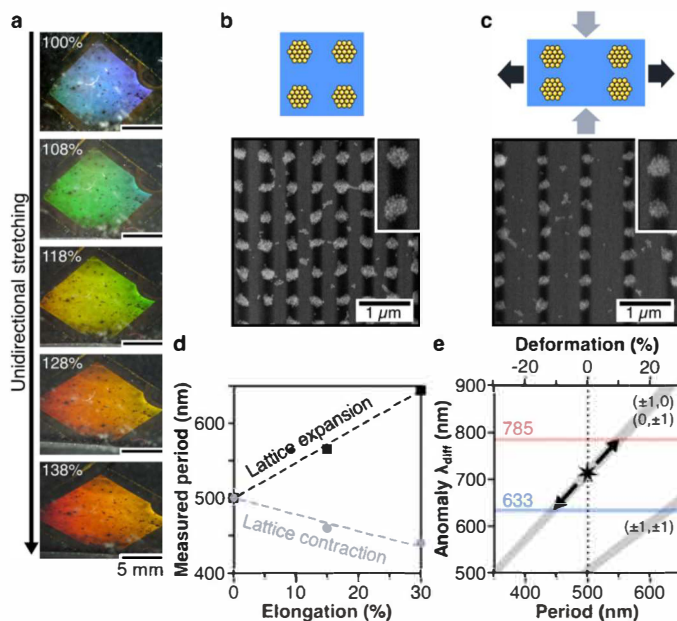 a
Unidirectional stretching
100%
108%
118%
128%
138%
5 mm
b
1 µm
c
1 µm
d
Measured period (nm)
600
500
400
Lattice expansion
Lattice contraction
0
10
20
30
Elongation (%)
e
Deformation (%)
-20
0
20
Anomaly λdiff (nm)
900
800
700
600
500
785
633
(±1,0)
(0,±1)
(±1,±1)
400
500
600
Period (nm)